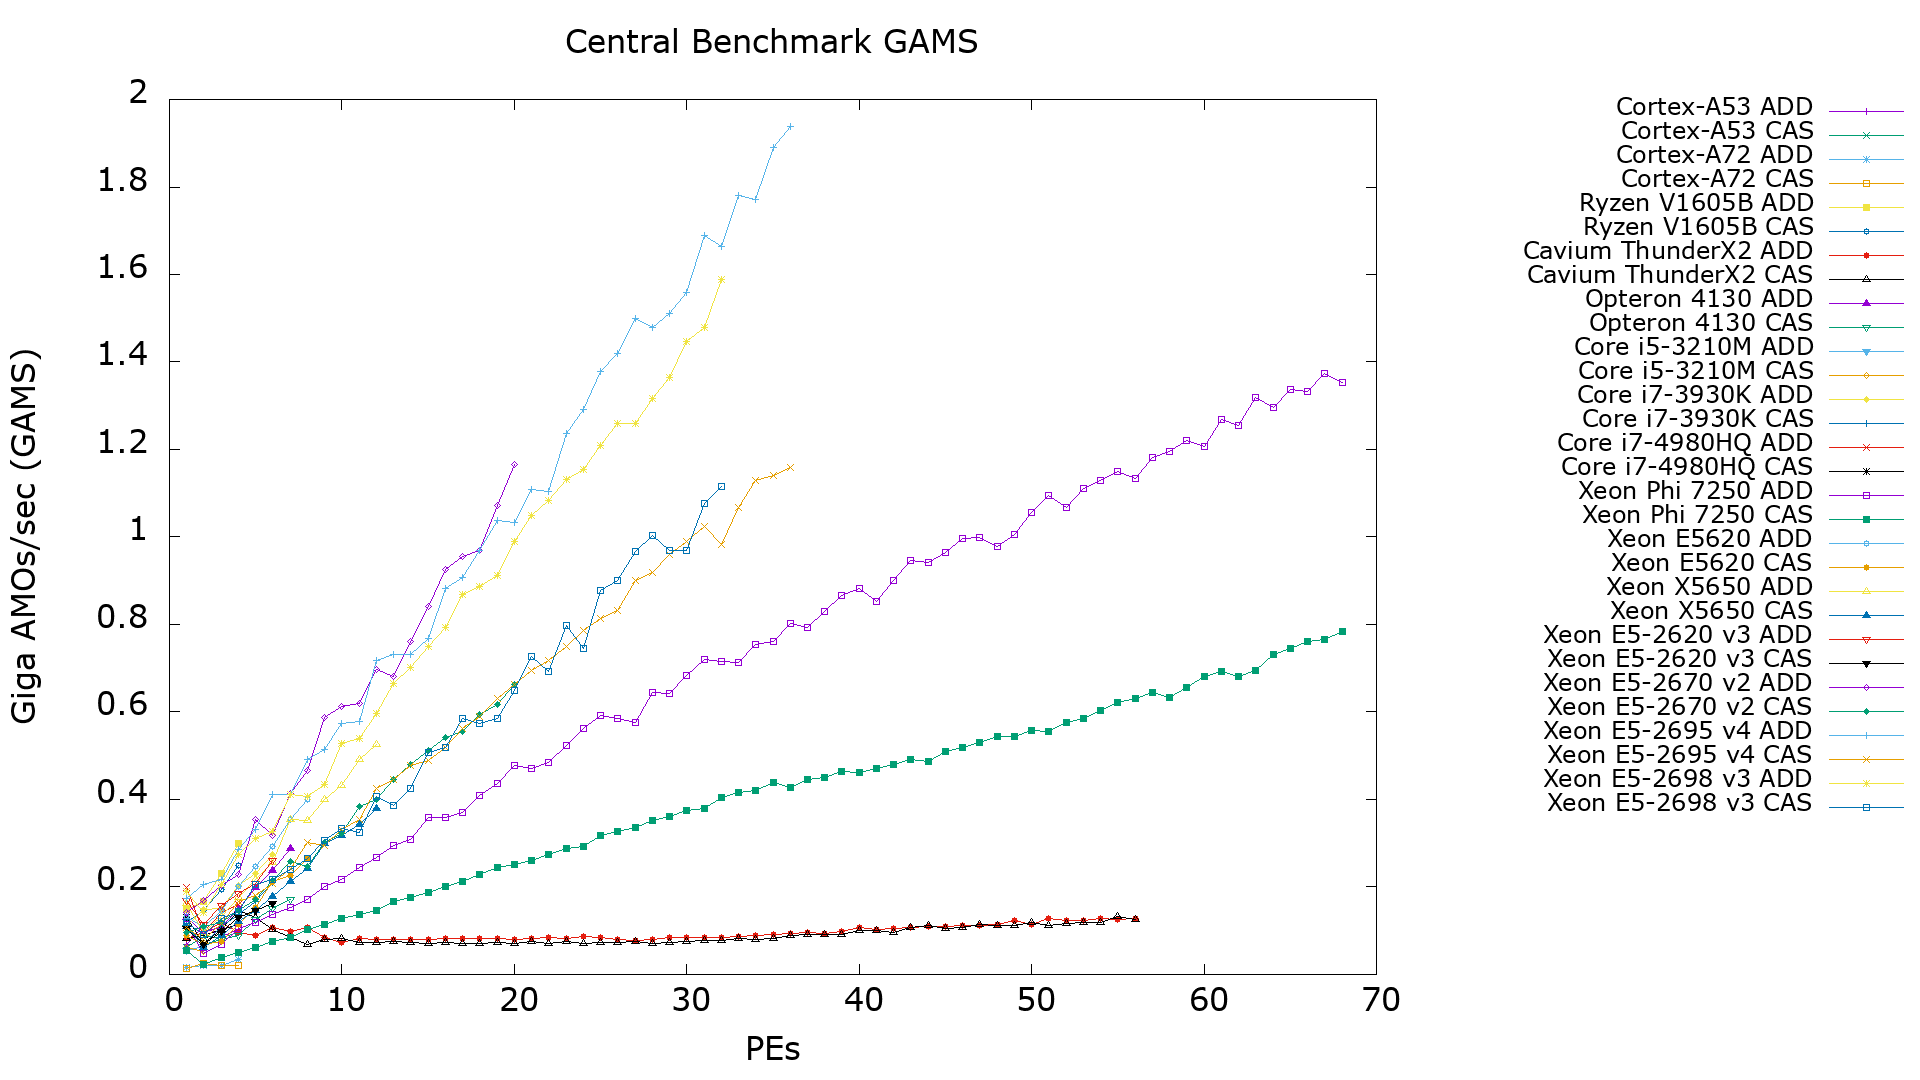 Central Benchmark GAMS
2
1.8
1.6
1.4
1.2
1
0.8
0.6
0.4
0.2
0
Giga AMOs/sec (GAMS)
0 10 20 30 40 50 60 70
PEs
Cortex-A53 ADD
Cortex-A53 CAS
Cortex-A72 ADD
Cortex-A72 CAS
Ryzen V1605B ADD
Ryzen V1605B CAS
Cavium ThunderX2 ADD
Cavium ThunderX2 CAS
Opteron 4130 ADD
Opteron 4130 CAS
Core i5-3210M ADD
Core i5-3210M CAS
Core i7-3930K ADD
Core i7-3930K CAS
Core i7-4980HQ ADD
Core i7-4980HQ CAS
Xeon Phi 7250 ADD
Xeon Phi 7250 CAS
Xeon E5620 ADD
Xeon E5620 CAS
Xeon X5650 ADD
Xeon X5650 CAS
Xeon E5-2620 v3 ADD
Xeon E5-2620 v3 CAS
Xeon E5-2670 v2 ADD
Xeon E5-2670 v2 CAS
Xeon E5-2695 v4 ADD
Xeon E5-2695 v4 CAS
Xeon E5-2698 v3 ADD
Xeon E5-2698 v3 CAS